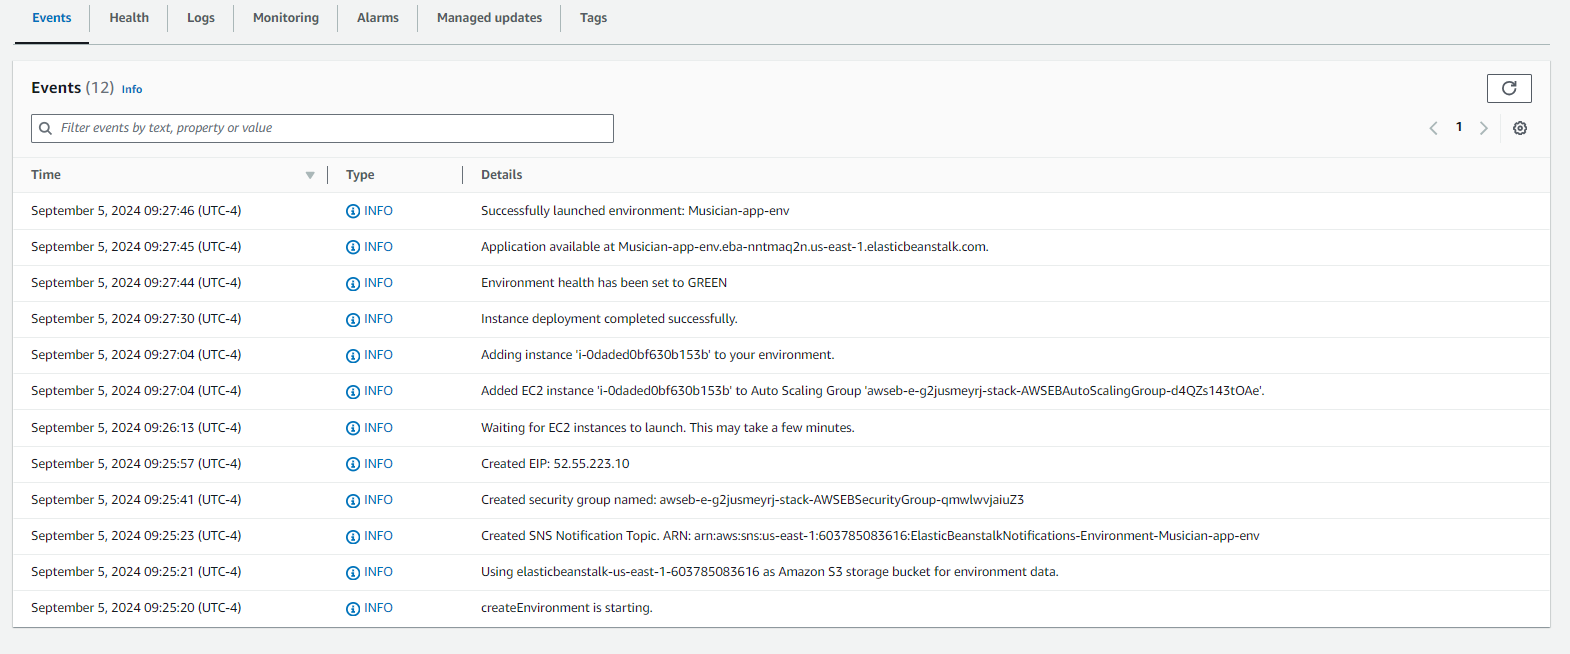 Events Health Logs Monitoring Alarms Managed updates Tags
Events (12) Info
Filter events by text, property or value
1
Time Type Details
September 5, 2024 09:27:46 (UTC-4) INFO Successfully launched environment: Musician-app-env
September 5, 2024 09:27:45 (UTC-4) INFO Application available at Musician-app-env.eba-nntmaq2n.us-east-1.elasticbeanstalk.com.
September 5, 2024 09:27:44 (UTC-4) INFO Environment health has been set to GREEN
September 5, 2024 09:27:30 (UTC-4) INFO Instance deployment completed successfully.
September 5, 2024 09:27:04 (UTC-4) INFO Adding instance 'i-0daded0bf630b153b' to your environment.
September 5, 2024 09:27:04 (UTC-4) INFO Added EC2 instance 'i-0daded0bf630b153b' to Auto Scaling Group 'awseb-e-g2jusmeyrj-stack-AWSEBAutoScalingGroup-d4QZs143tOAe'.
September 5, 2024 09:26:13 (UTC-4) INFO Waiting for EC2 instances to launch. This may take a few minutes.
September 5, 2024 09:25:57 (UTC-4) INFO Created EIP: 52.55.223.10
September 5, 2024 09:25:41 (UTC-4) INFO Created security group named: awseb-e-g2jusmeyrj-stack-AWSEBSecurityGroup-qmwlwvjaiuZ3
September 5, 2024 09:25:23 (UTC-4) INFO Created SNS Notification Topic. ARN: arn:aws:sns:us-east-1:603785083616:ElasticBeanstalkNotifications-Environment-Musician-app-env
September 5, 2024 09:25:21 (UTC-4) INFO Using elasticbeanstalk-us-east-1-603785083616 as Amazon S3 storage bucket for environment data.
September 5, 2024 09:25:20 (UTC-4) INFO createEnvironment is starting.